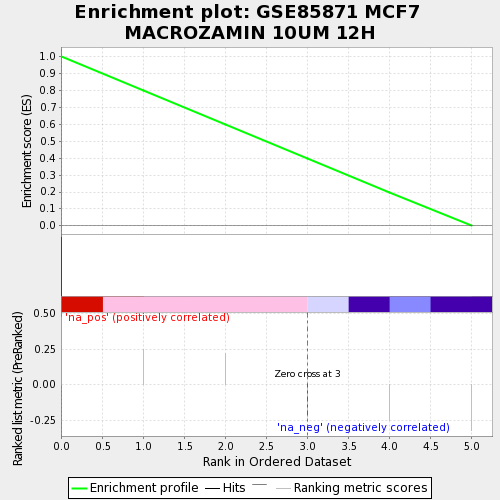 Enrichment plot: GSE85871 MCF7
MACROZAMIN 10UM 12H
Enrichment score (ES)
1.0
0.9
0.8
0.7
0.6
0.5
0.4
0.3
0.2
0.1
0.0
'na_pos' (positively correlated)
Zero cross at 3
'na_neg' (negatively correlated)
Ranked list metric (PreRanked)
0.50
0.25
0.00
-0.25
0.0 0.5 1.0 1.5 2.0 2.5 3.0 3.5 4.0 4.5 5.0
Rank in Ordered Dataset
Enrichment profile Hits Ranking metric scores